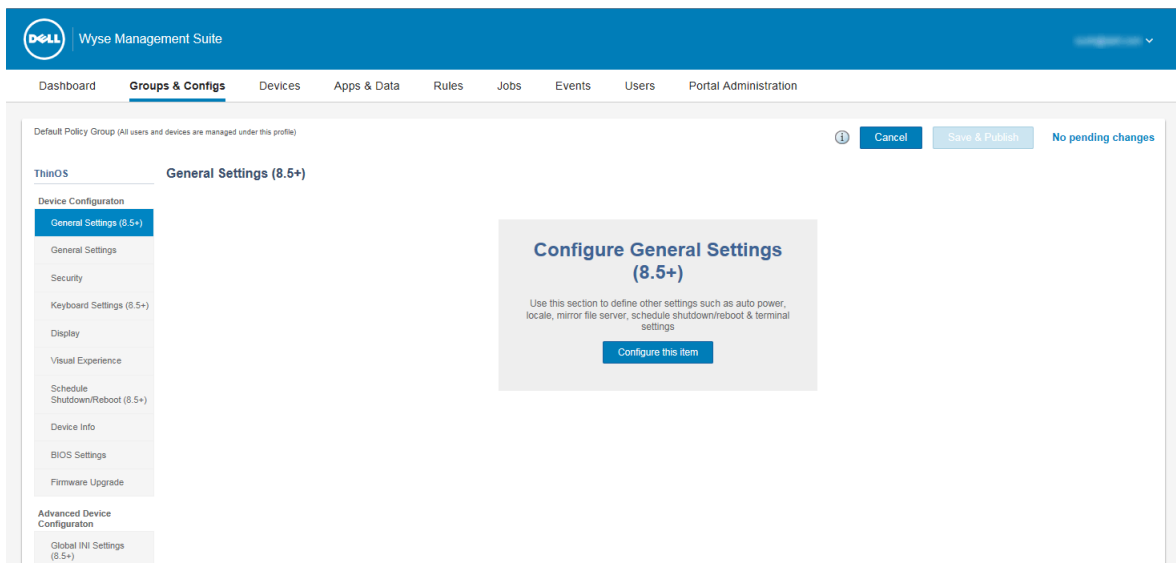 DELL
Wyse Management Suite
Dashboard Groups & Configs Devices Apps & Data Rules Jobs Events Users Portal Administration
Default Policy Group (All users and devices are managed under this profile)
i Cancel Save & Publish No pending changes
ThinOS
General Settings (8.5+)
Device Configuraton
General Settings (8.5+)
General Settings
Security
Keyboard Settings (8.5+)
Display
Visual Experience
Schedule
Shutdown/Reboot (8.5+)
Device Info
BIOS Settings
Firmware Upgrade
Advanced Device
Configuraton
Global INI Settings
(8.5+)
Configure General Settings
(8.5+)
Use this section to define other settings such as auto power,
locale, mirror file server, schedule shutdown/reboot & terminal
settings
Configure this item